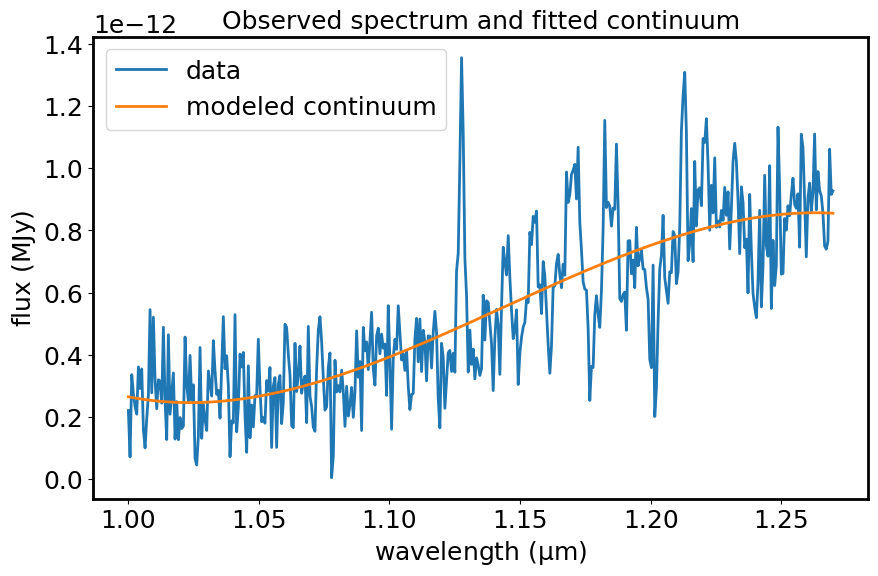 Observed spectrum and fitted continuum
1e−12
data
modeled continuum
1.4
1.2
1.0
0.8
0.6
0.4
0.2
0.0
flux (MJy)
1.00 1.05 1.10 1.15 1.20 1.25
wavelength (μm)